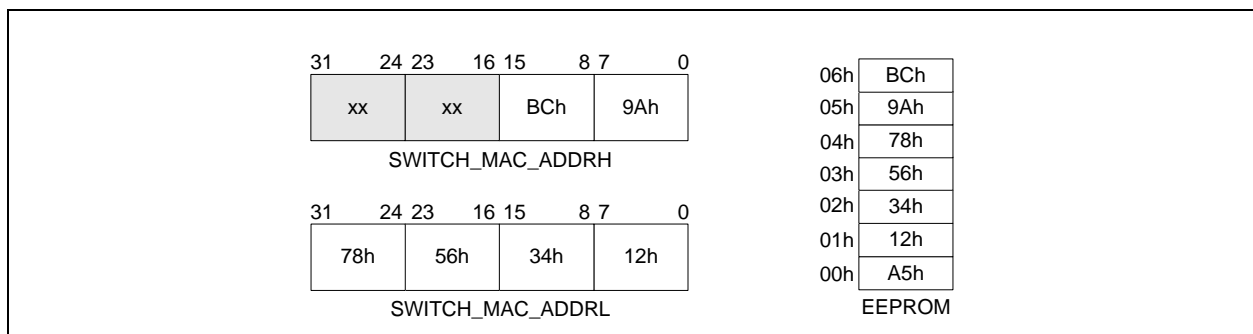 31 24 23 16 15 8 7 0
xx xx BCh 9Ah
SWITCH_MAC_ADDRH
31 24 23 16 15 8 7 0
78h 56h 34h 12h
SWITCH_MAC_ADDRL
06h BCh
05h 9Ah
04h 78h
03h 56h
02h 34h
01h 12h
00h A5h
EEPROM